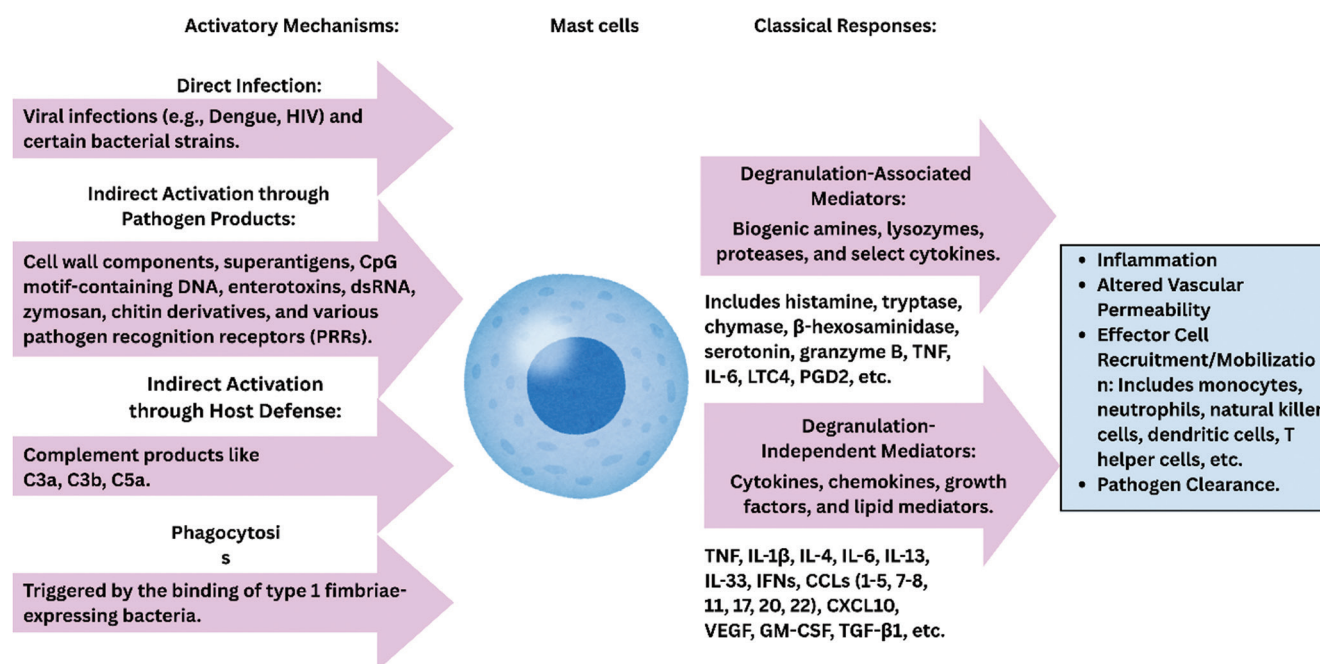 Activatory Mechanisms:
Mast cells
Classical Responses:
Direct Infection:
Viral infections (e.g., Dengue, HIV) and
certain bacterial strains.
Indirect Activation through
Pathogen Products:
Cell wall components, superantigens, CpG
motif-containing DNA, enterotoxins, dsRNA,
zymosan, chitin derivatives, and various
pathogen recognition receptors (PRRs).
Indirect Activation
through Host Defense:
Complement products like
C3a, C3b, C5a.
Phagocytosi
s
Triggered by the binding of type 1 fimbriae-
expressing bacteria.
Degranulation-Associated
Mediators:
Biogenic amines, lysozymes,
proteases, and select cytokines.
Includes histamine, tryptase,
chymase, β-hexosaminidase,
serotonin, granzyme B, TNF,
IL-6, LTC4, PGD2, etc.
Degranulation-
Independent Mediators:
Cytokines, chemokines, growth
factors, and lipid mediators.
TNF, IL-1β, IL-4, IL-6, IL-13,
IL-33, IFNs, CCLs (1-5, 7-8,
11, 17, 20, 22), CXCL10,
VEGF, GM-CSF, TGF-β1, etc.
• Inflammation
• Altered Vascular
Permeability
• Effector Cell
Recruitment/Mobilizatio
n: Includes monocytes,
neutrophils, natural killer
cells, dendritic cells, T
helper cells, etc.
• Pathogen Clearance.